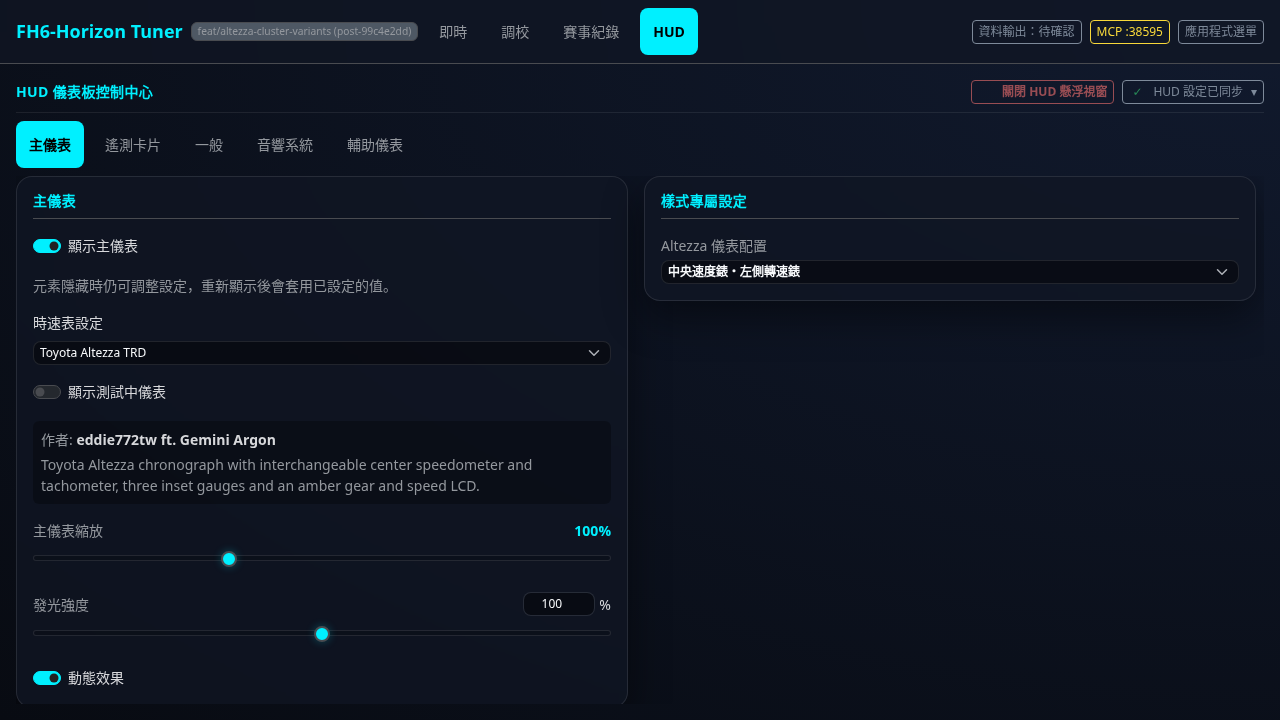 FH6-Horizon Tuner
feat/altezza-cluster-variants (post-99c4e2dd)
即時
調校
賽事紀錄
HUD
資料輸出：待確認
MCP :38595
應用程式選單
HUD 儀表板控制中心
關閉 HUD 懸浮視窗
✓ HUD 設定已同步 ▾
主儀表
遙測卡片
一般
音響系統
輔助儀表
主儀表
顯示主儀表
元素隱藏時仍可調整設定，重新顯示後會套用已設定的值。
時速表設定
Toyota Altezza TRD
顯示測試中儀表
作者: eddie772tw ft. Gemini Argon
Toyota Altezza chronograph with interchangeable center speedometer and
tachometer, three inset gauges and an amber gear and speed LCD.
主儀表縮放
100%
發光強度
100 %
動態效果
樣式專屬設定
Altezza 儀表配置
中央速度錶・左側轉速錶